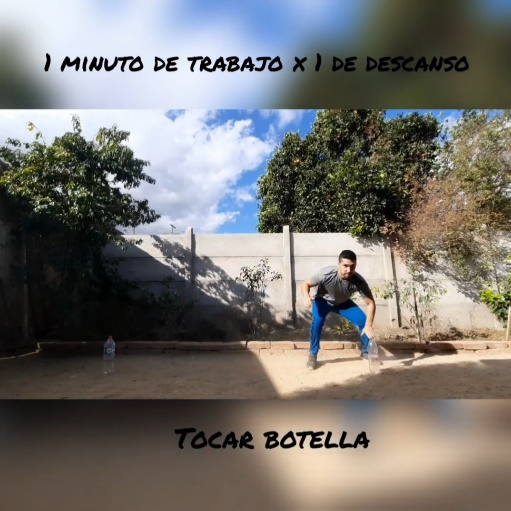 1 minuto de trabajo x 1 de descanso
Tocar botella